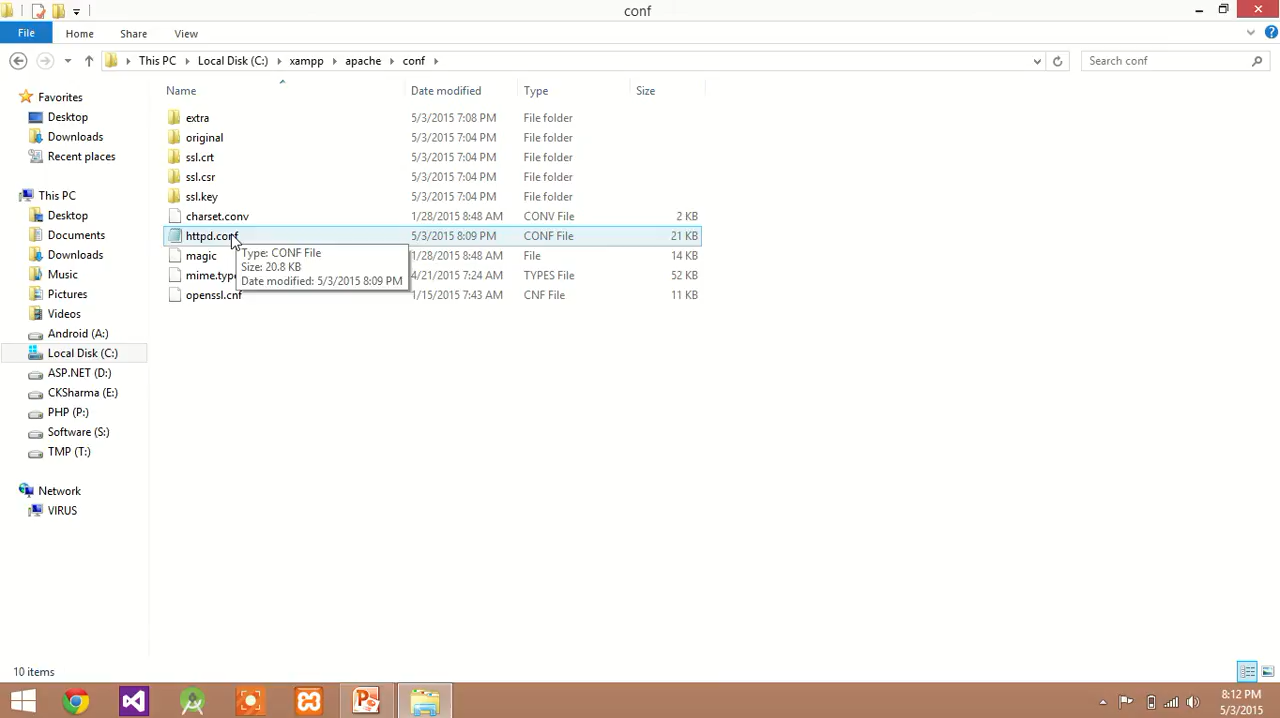 conf
File Home Share View
This PC Local Disk (C:) xampp apache conf Search conf
Name Date modified Type Size
Favorites
Desktop
Downloads
Recent places
This PC
Desktop
Documents
Downloads
Music
Pictures
Videos
Android (A:)
Local Disk (C:)
ASP.NET (D:)
CKSharma (E:)
PHP (P:)
Software (S:)
TMP (T:)
Network
VIRUS
extra 5/3/2015 7:08 PM File folder
original 5/3/2015 7:04 PM File folder
ssl.crt 5/3/2015 7:04 PM File folder
ssl.csr 5/3/2015 7:04 PM File folder
ssl.key 5/3/2015 7:04 PM File folder
charset.conv 1/28/2015 8:48 AM CONV File 2 KB
httpd.conf 5/3/2015 8:09 PM CONF File 21 KB
magic 1/28/2015 8:48 AM File 14 KB
mime.type 4/21/2015 7:24 AM TYPES File 52 KB
openssl.cnf 1/15/2015 7:43 AM CNF File 11 KB
Type: CONF File
Size: 20.8 KB
Date modified: 5/3/2015 8:09 PM
10 items
8:12 PM
5/3/2015